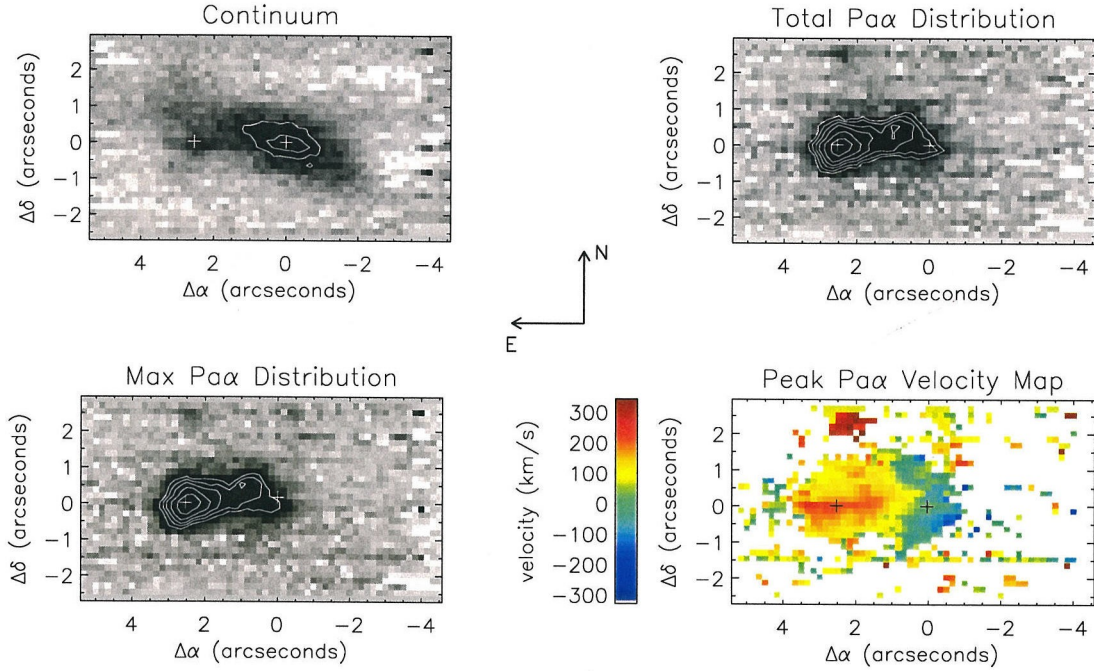 Continuum
Δδ (arcseconds)
2
1
0
−1
−2
4 2 0 −2 −4
Δα (arcseconds)
Total Paα Distribution
Δδ (arcseconds)
2
1
0
−1
−2
4 2 0 −2 −4
Δα (arcseconds)
N
E
Max Paα Distribution
Δδ (arcseconds)
2
1
0
−1
−2
4 2 0 −2 −4
Δα (arcseconds)
velocity (km/s)
300
200
100
0
−100
−200
−300
Peak Paα Velocity Map
Δδ (arcseconds)
2
1
0
−1
−2
4 2 0 −2 −4
Δα (arcseconds)